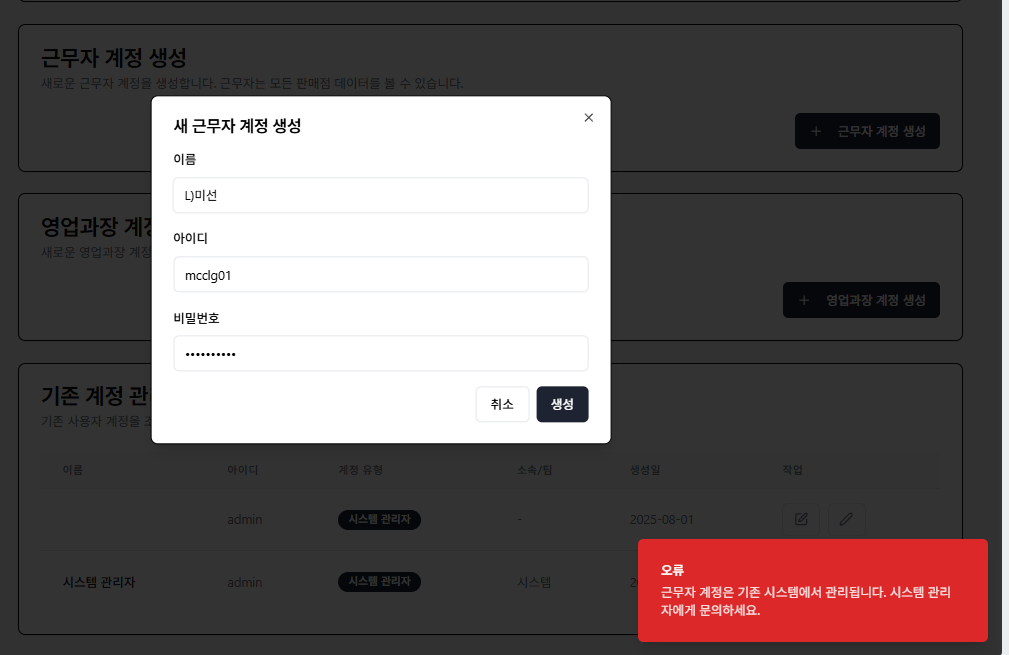 근무자 계정 생성
새로운 근무자 계정을 생성합니다. 근무자는 모든 판매점 데이터를 볼 수 있습니다.
+ 근무자 계정 생성
새 근무자 계정 생성
이름
L)미선
아이디
mcclg01
비밀번호
••••••••••
취소
생성
영업과장 계정
새로운 영업과장 계정
+ 영업과장 계정 생성
기존 계정 관
기존 사용자 계정을 조
이름 아이디 계정 유형 소속/팀 생성일 작업
admin 시스템 관리자 - 2025-08-01
시스템 관리자 admin 시스템 관리자 시스템
오류
근무자 계정은 기존 시스템에서 관리됩니다. 시스템 관리
자에게 문의하세요.